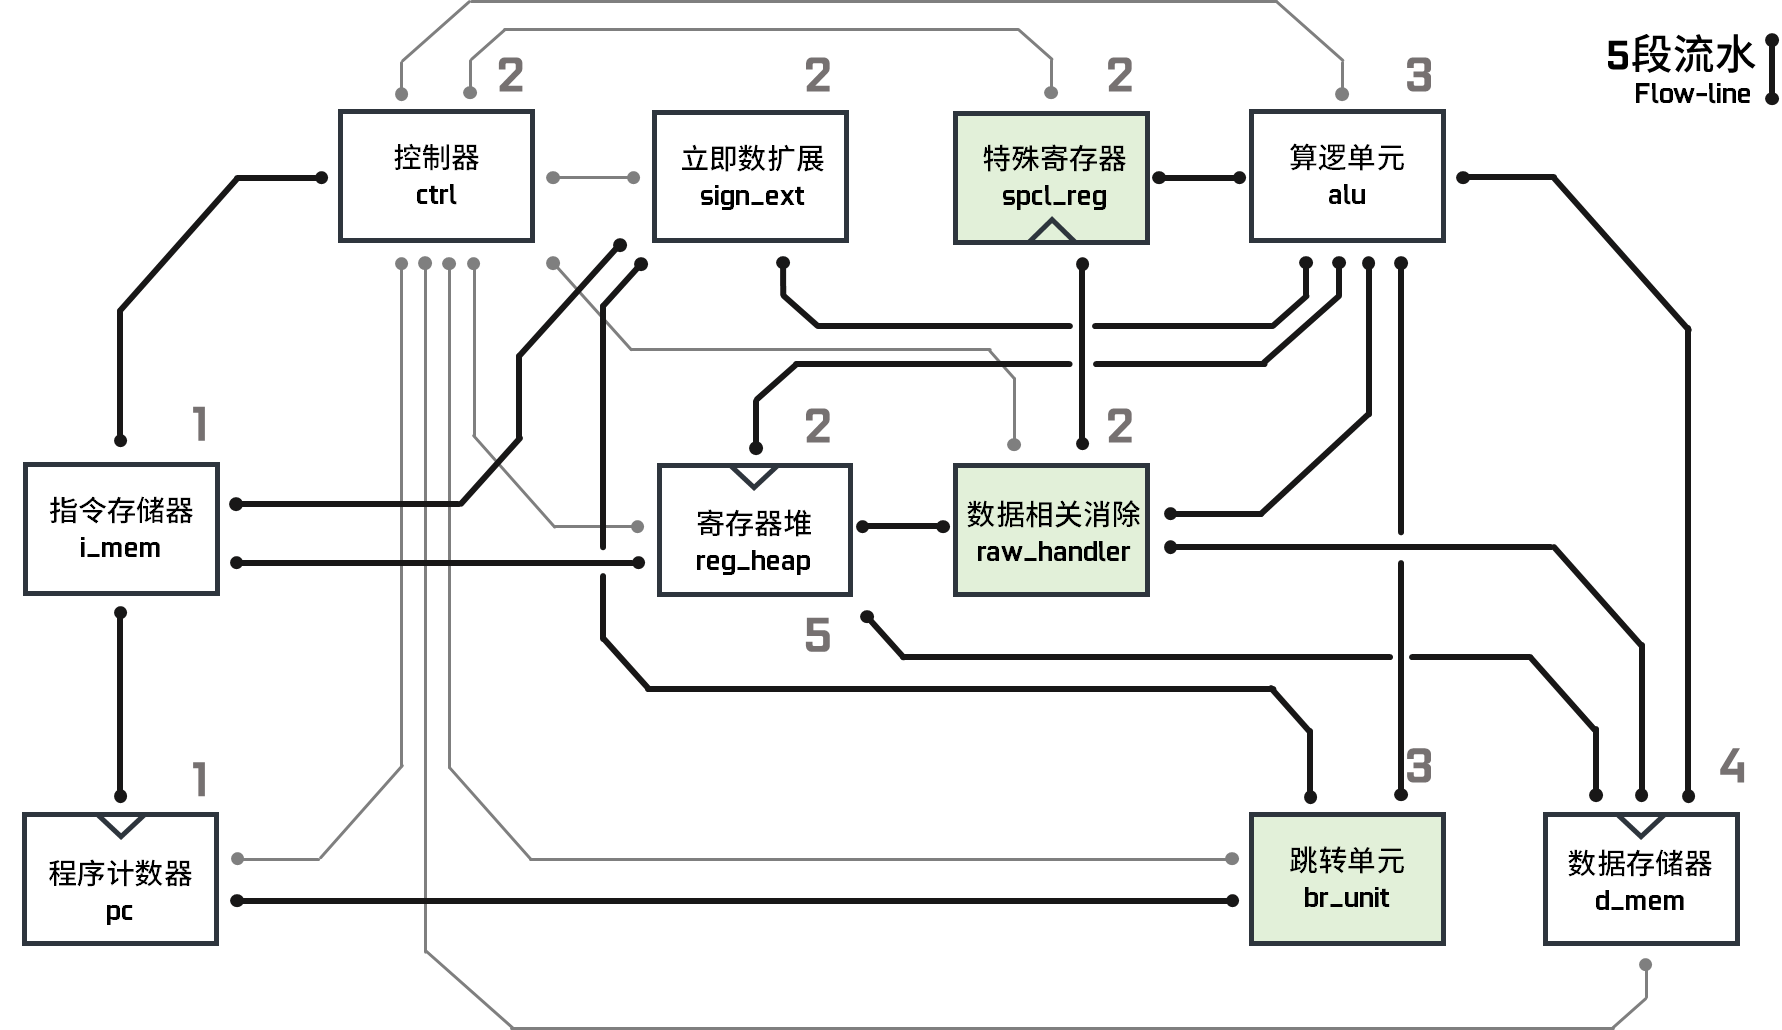 5段流水
Flow-line
2
控制器
ctrl
2
立即数扩展
sign_ext
2
特殊寄存器
spcl_reg
3
算逻单元
alu
1
指令存储器
i_mem
2
寄存器堆
reg_heap
5
2
数据相关消除
raw_handler
1
程序计数器
pc
3
跳转单元
br_unit
4
数据存储器
d_mem